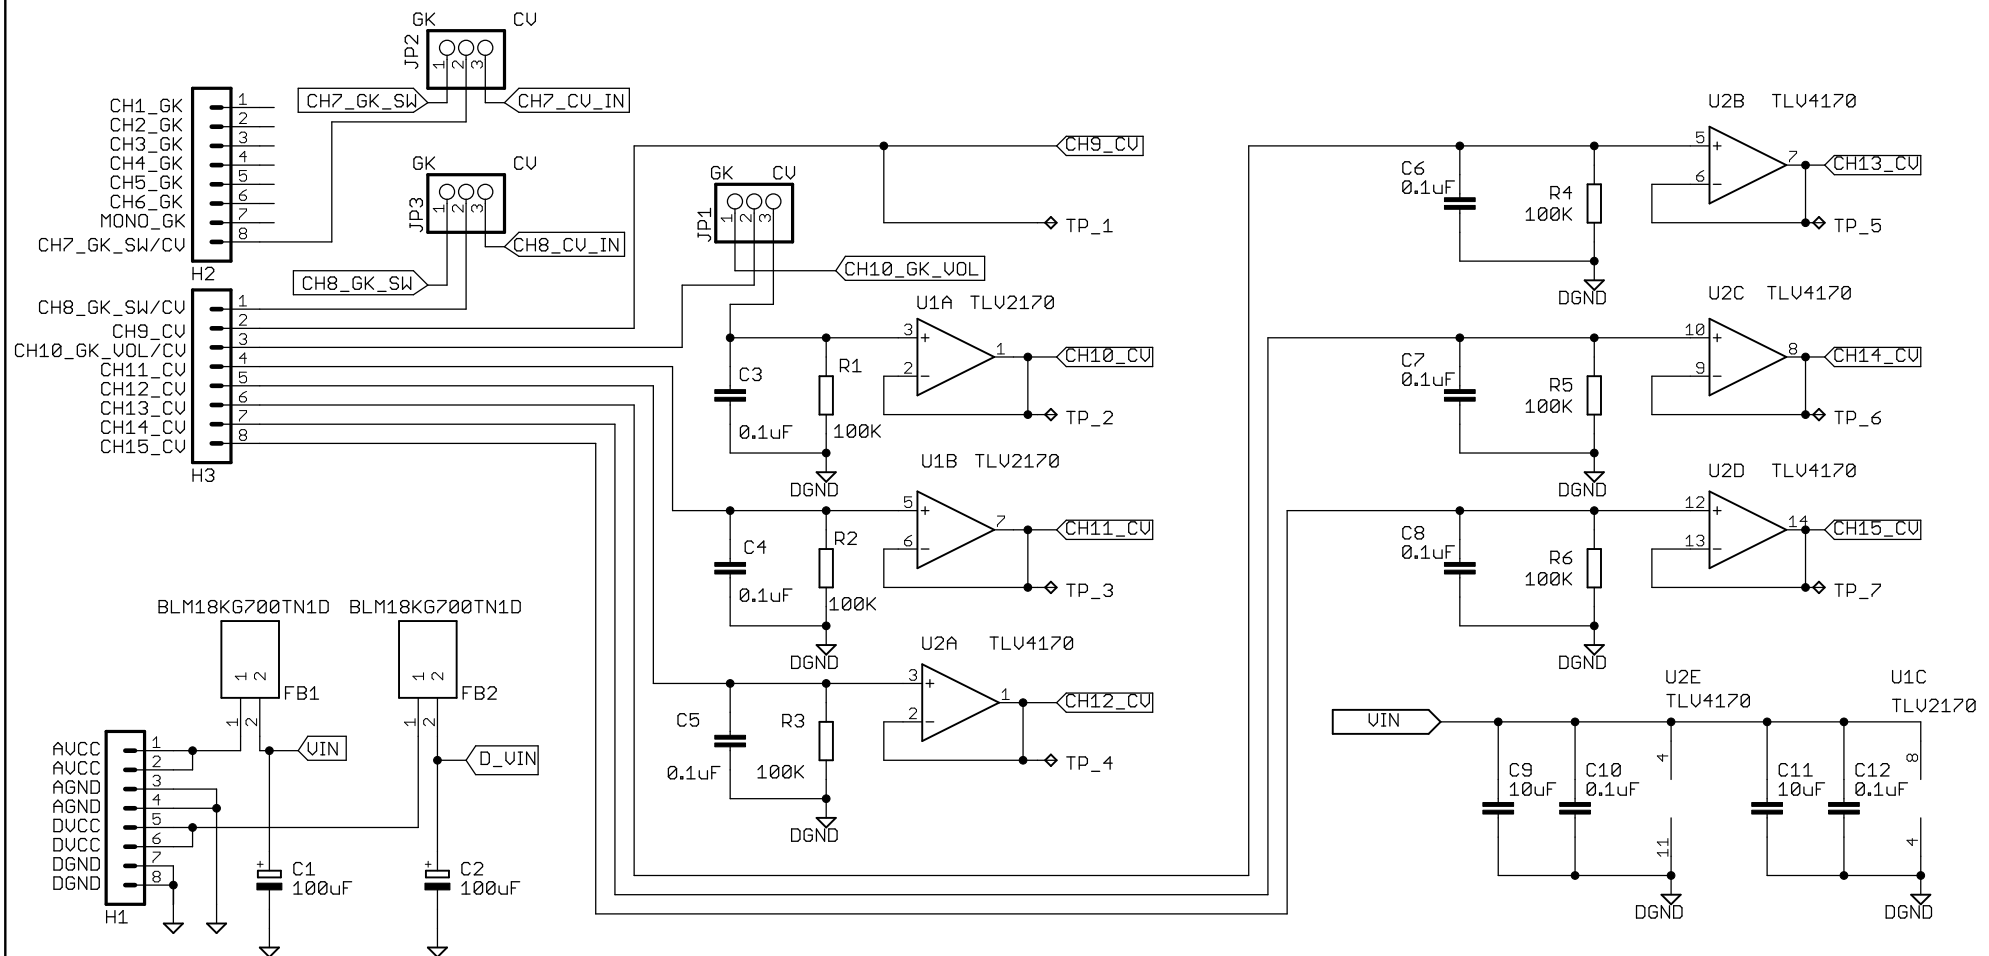 GK CV
JP2
1 2 3
CH7_GK_SW
CH7_CV_IN
CH1_GK 1
CH2_GK 2
CH3_GK 3
CH4_GK 4
CH5_GK 5
CH6_GK 6
MONO_GK 7
CH7_GK_SW/CV 8
H2
GK CV
JP3
1 2 3
CH8_CV_IN
CH8_GK_SW
CH8_GK_SW/CV 1
CH9_CV 2
CH10_GK_VOL/CV 3
CH11_CV 4
CH12_CV 5
CH13_CV 6
CH14_CV 7
CH15_CV 8
H3
BLM18KG700TN1D BLM18KG700TN1D
1 2
FB1
1 2
1 2
FB2
1 2
AVCC 1
AVCC 2
AGND 3
AGND 4
DVCC 5
DVCC 6
DGND 7
DGND 8
H1
VIN
D_VIN
+
C1
100uF
+
C2
100uF
CH9_CV
TP_1
GK CV
JP1
1 2 3
CH10_GK_VOL
U1A TLV2170
3 +
2 −
1
CH10_CV
C3
0.1uF
R1
100K
TP_2
DGND
U1B TLV2170
5 +
6 −
7
CH11_CV
C4
0.1uF
R2
100K
TP_3
DGND
U2A TLV4170
3 +
2 −
1
CH12_CV
C5
0.1uF
R3
100K
TP_4
DGND
U2B TLV4170
5 +
6 −
7
CH13_CV
C6
0.1uF
R4
100K
TP_5
DGND
U2C TLV4170
10 +
9 −
8
CH14_CV
C7
0.1uF
R5
100K
TP_6
DGND
U2D TLV4170
12 +
13 −
14
CH15_CV
C8
0.1uF
R6
100K
TP_7
DGND
U2E
TLV4170
U1C
TLV2170
VIN
4
8
C9
10uF
C10
0.1uF
C11
10uF
C12
0.1uF
11
4
DGND
DGND